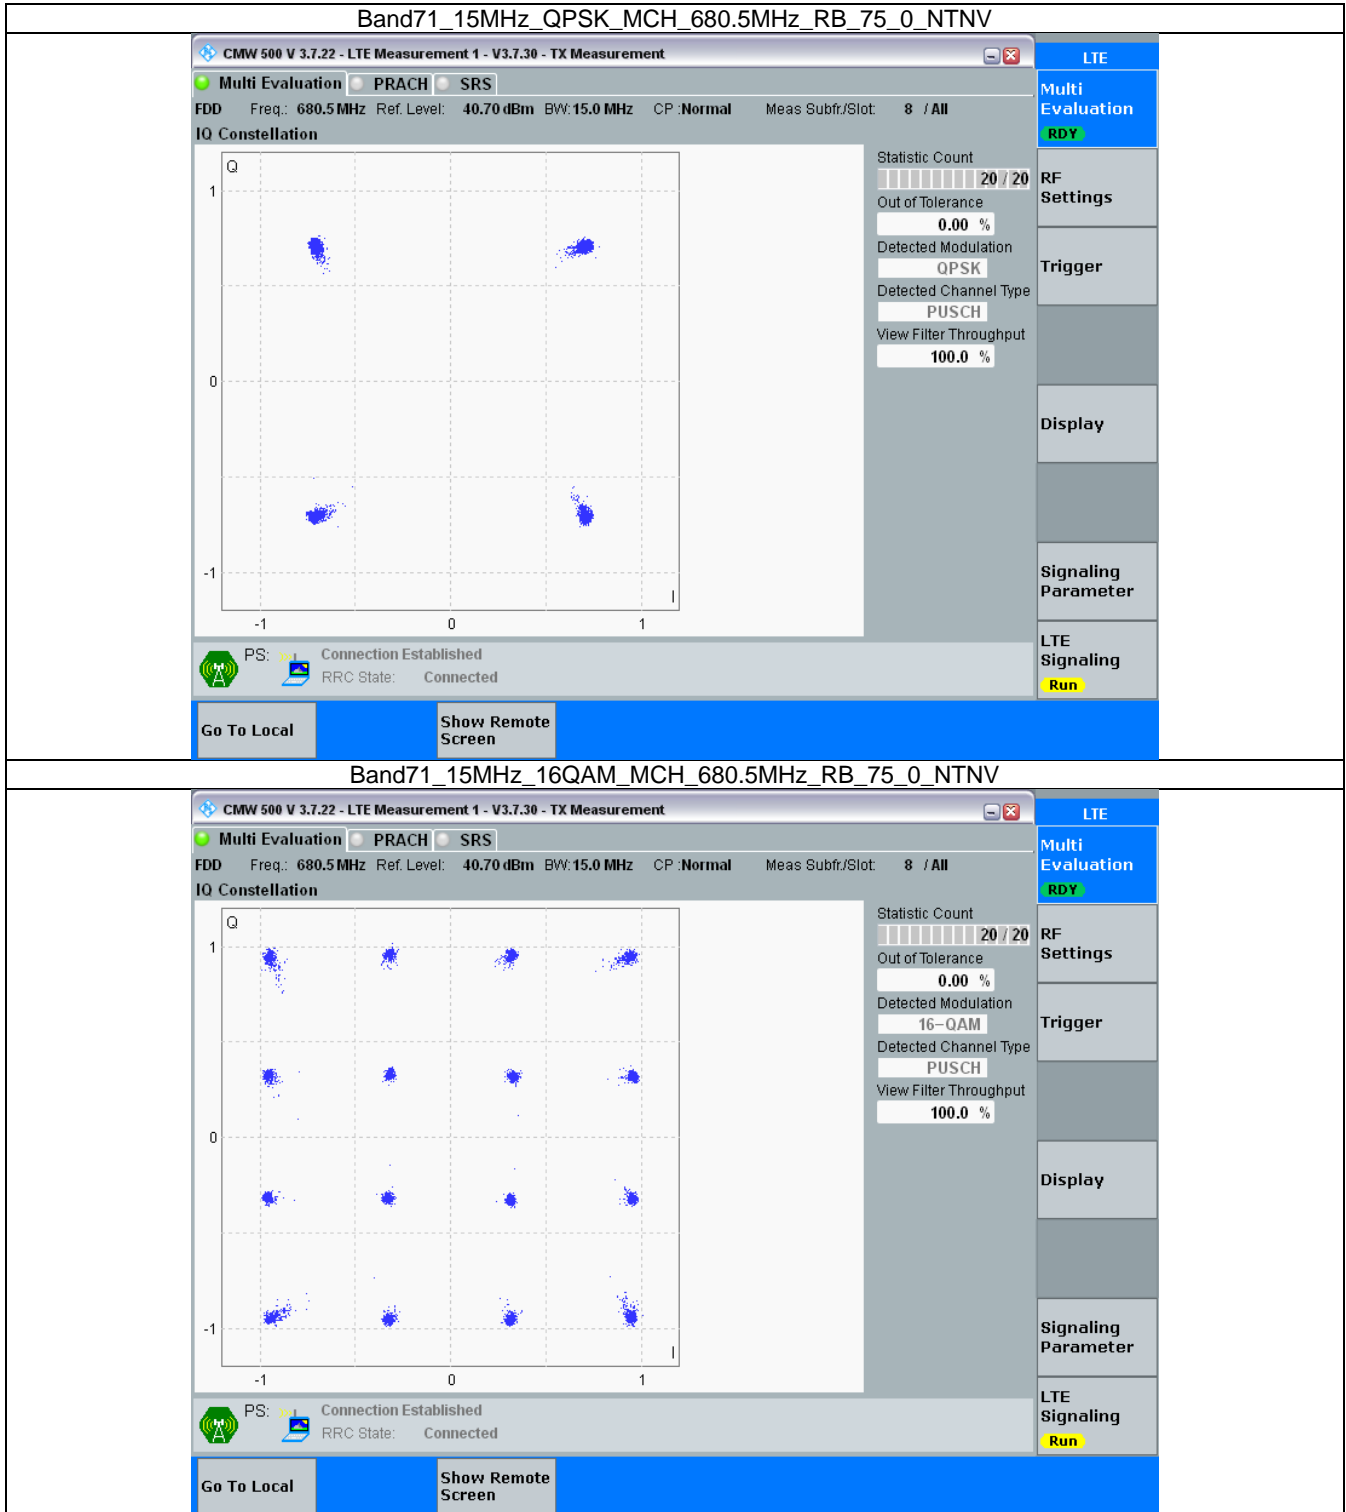 Band71_15MHz_QPSK_MCH_680.5MHz_RB_75_0_NTNV
CMW 500 V 3.7.22 - LTE Measurement 1 - V3.7.30 - TX Measurement
LTE
Multi Evaluation PRACH SRS
Multi
Evaluation
RDY
FDD Freq.: 680.5 MHz Ref. Level: 40.70 dBm BW: 15.0 MHz CP :Normal Meas Subfr./Slot: 8 / All
IQ Constellation
Q
1
0
-1
I
-1 0 1
Statistic Count
20 / 20
Out of Tolerance
0.00 %
Detected Modulation
QPSK
Detected Channel Type
PUSCH
View Filter Throughput
100.0 %
RF
Settings
Trigger
Display
Signaling
Parameter
LTE
Signaling
Run
PS: Connection Established
RRC State: Connected
Go To Local
Show Remote
Screen
Band71_15MHz_16QAM_MCH_680.5MHz_RB_75_0_NTNV
CMW 500 V 3.7.22 - LTE Measurement 1 - V3.7.30 - TX Measurement
LTE
Multi Evaluation PRACH SRS
Multi
Evaluation
RDY
FDD Freq.: 680.5 MHz Ref. Level: 40.70 dBm BW: 15.0 MHz CP :Normal Meas Subfr./Slot: 8 / All
IQ Constellation
Q
1
0
-1
I
-1 0 1
Statistic Count
20 / 20
Out of Tolerance
0.00 %
Detected Modulation
16-QAM
Detected Channel Type
PUSCH
View Filter Throughput
100.0 %
RF
Settings
Trigger
Display
Signaling
Parameter
LTE
Signaling
Run
PS: Connection Established
RRC State: Connected
Go To Local
Show Remote
Screen